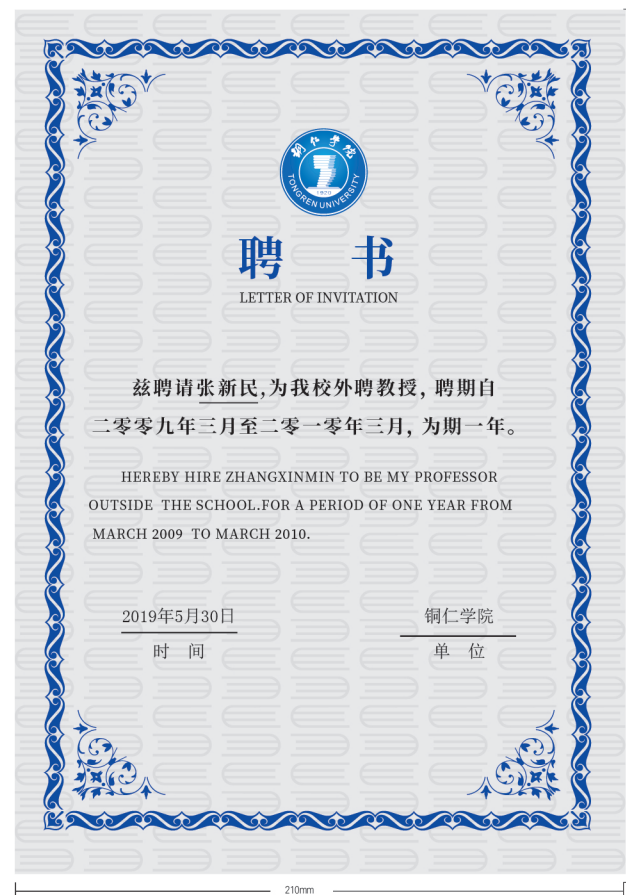 铜仁学院
TONGREN UNIVERSITY
1920
聘 书
LETTER OF INVITATION
兹聘请张新民,为我校外聘教授，聘期自
二零零九年三月至二零一零年三月，为期一年。
HEREBY HIRE ZHANGXINMIN TO BE MY PROFESSOR
OUTSIDE THE SCHOOL.FOR A PERIOD OF ONE YEAR FROM
MARCH 2009 TO MARCH 2010.
2019年5月30日 铜仁学院
时 间 单 位
210mm